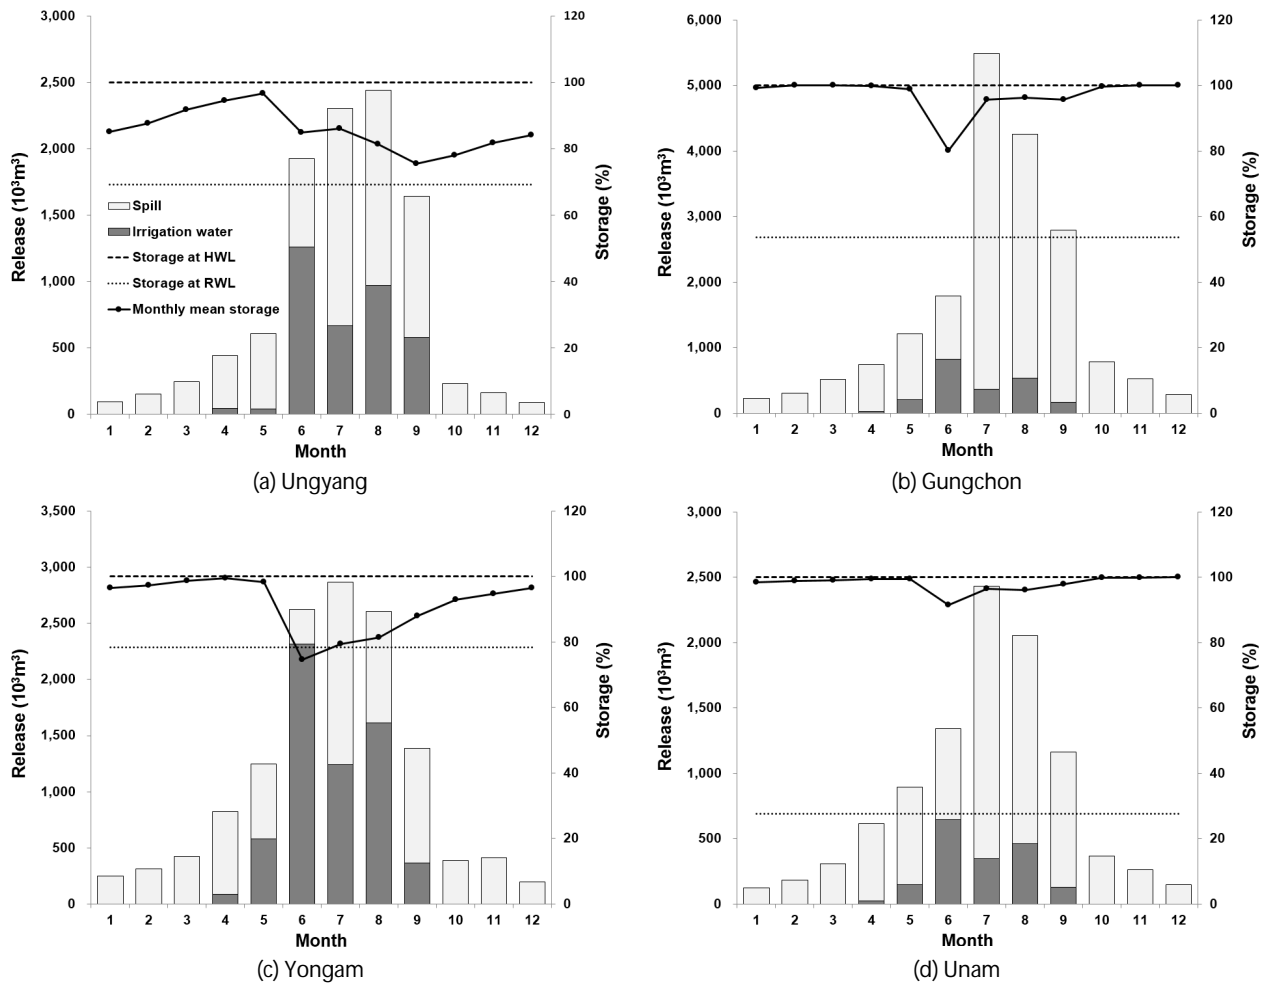 3,000
2,500
2,000
1,500
1,000
500
0
Release (10³m³)
120
100
80
60
40
20
0
Storage (%)
Spill
Irrigation water
Storage at HWL
Storage at RWL
Monthly mean storage
1 2 3 4 5 6 7 8 9 10 11 12
Month
(a) Ungyang
6,000
5,000
4,000
3,000
2,000
1,000
0
Release (10³m³)
120
100
80
60
40
20
0
Storage (%)
1 2 3 4 5 6 7 8 9 10 11 12
Month
(b) Gungchon
3,500
3,000
2,500
2,000
1,500
1,000
500
0
Release (10³m³)
120
100
80
60
40
20
0
Storage (%)
1 2 3 4 5 6 7 8 9 10 11 12
Month
(c) Yongam
3,000
2,500
2,000
1,500
1,000
500
0
Release (10³m³)
120
100
80
60
40
20
0
Storage (%)
1 2 3 4 5 6 7 8 9 10 11 12
Month
(d) Unam